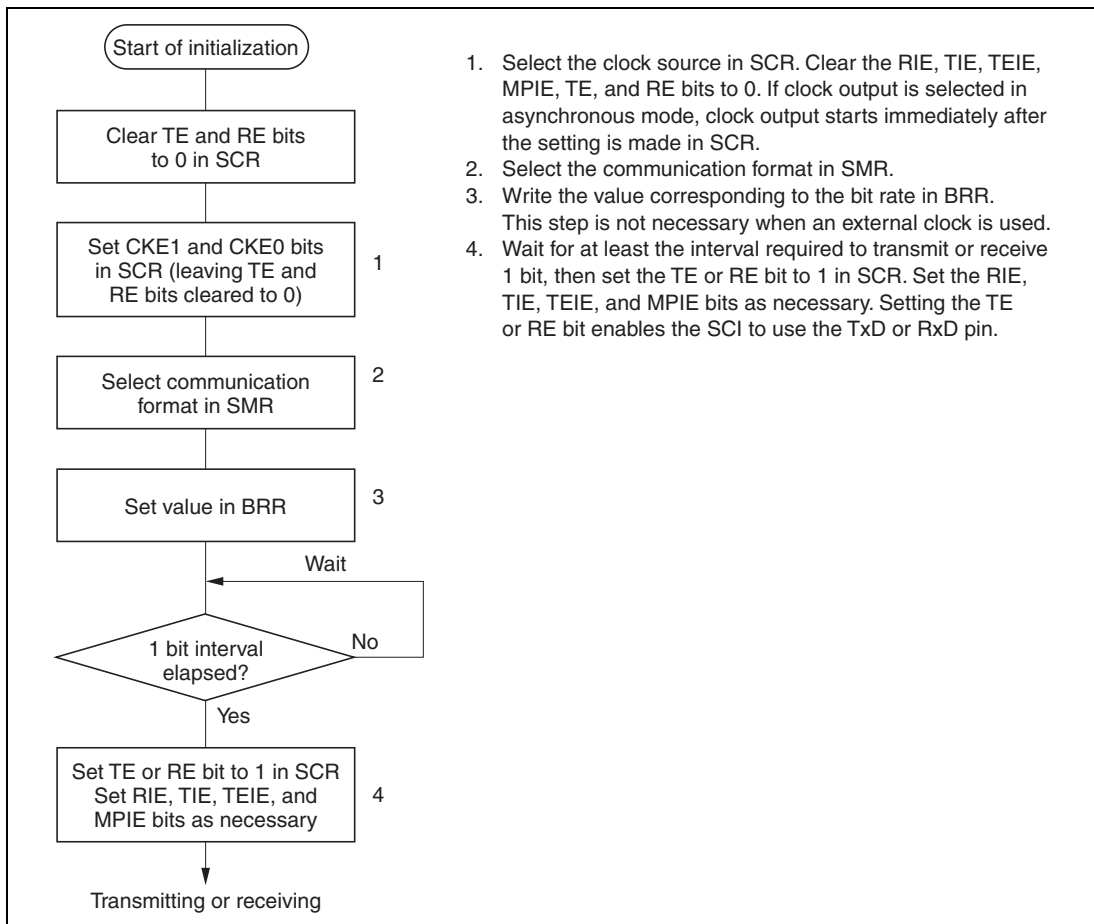 Start of initialization
Clear TE and RE bits
to 0 in SCR
Set CKE1 and CKE0 bits
in SCR (leaving TE and
RE bits cleared to 0)
1
Select communication
format in SMR
2
Set value in BRR
3
Wait
1 bit interval
elapsed?
No
Yes
Set TE or RE bit to 1 in SCR
Set RIE, TIE, TEIE, and
MPIE bits as necessary
4
Transmitting or receiving
1. Select the clock source in SCR. Clear the RIE, TIE, TEIE,
MPIE, TE, and RE bits to 0. If clock output is selected in
asynchronous mode, clock output starts immediately after
the setting is made in SCR.
2. Select the communication format in SMR.
3. Write the value corresponding to the bit rate in BRR.
This step is not necessary when an external clock is used.
4. Wait for at least the interval required to transmit or receive
1 bit, then set the TE or RE bit to 1 in SCR. Set the RIE,
TIE, TEIE, and MPIE bits as necessary. Setting the TE
or RE bit enables the SCI to use the TxD or RxD pin.